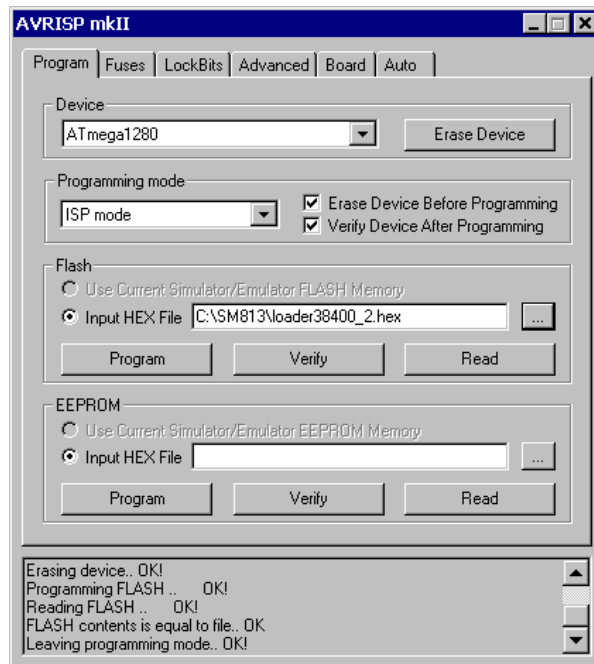 AVRISP mkII
Program Fuses LockBits Advanced Board Auto
Device
ATmega1280 Erase Device
Programming mode
ISP mode Erase Device Before Programming
Verify Device After Programming
Flash
Use Current Simulator/Emulator FLASH Memory
Input HEX File C:\SM813\loader38400_2.hex ...
Program Verify Read
EEPROM
Use Current Simulator/Emulator EEPROM Memory
Input HEX File ...
Program Verify Read
Erasing device.. OK!
Programming FLASH .. OK!
Reading FLASH .. OK!
FLASH contents is equal to file.. OK
Leaving programming mode.. OK!